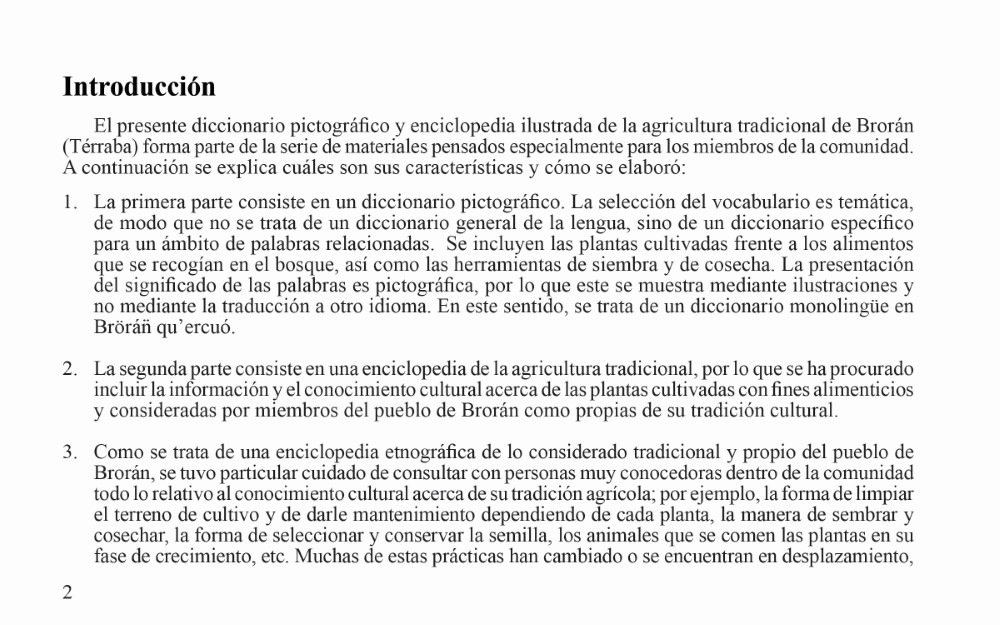 Introducción
El presente diccionario pictográfico y enciclopedia ilustrada de la agricultura tradicional de Brorán
(Térraba) forma parte de la serie de materiales pensados especialmente para los miembros de la comunidad.
A continuación se explica cuáles son sus características y cómo se elaboró:
1. La primera parte consiste en un diccionario pictográfico. La selección del vocabulario es temática,
de modo que no se trata de un diccionario general de la lengua, sino de un diccionario específico
para un ámbito de palabras relacionadas. Se incluyen las plantas cultivadas frente a los alimentos
que se recogían en el bosque, así como las herramientas de siembra y de cosecha. La presentación
del significado de las palabras es pictográfica, por lo que este se muestra mediante ilustraciones y
no mediante la traducción a otro idioma. En este sentido, se trata de un diccionario monolingüe en
Brörán̈ qu’ercuó.
2. La segunda parte consiste en una enciclopedia de la agricultura tradicional, por lo que se ha procurado
incluir la información y el conocimiento cultural acerca de las plantas cultivadas con fines alimenticios
y consideradas por miembros del pueblo de Brorán como propias de su tradición cultural.
3. Como se trata de una enciclopedia etnográfica de lo considerado tradicional y propio del pueblo de
Brorán, se tuvo particular cuidado de consultar con personas muy conocedoras dentro de la comunidad
todo lo relativo al conocimiento cultural acerca de su tradición agrícola; por ejemplo, la forma de limpiar
el terreno de cultivo y de darle mantenimiento dependiendo de cada planta, la manera de sembrar y
cosechar, la forma de seleccionar y conservar la semilla, los animales que se comen las plantas en su
fase de crecimiento, etc. Muchas de estas prácticas han cambiado o se encuentran en desplazamiento,
2